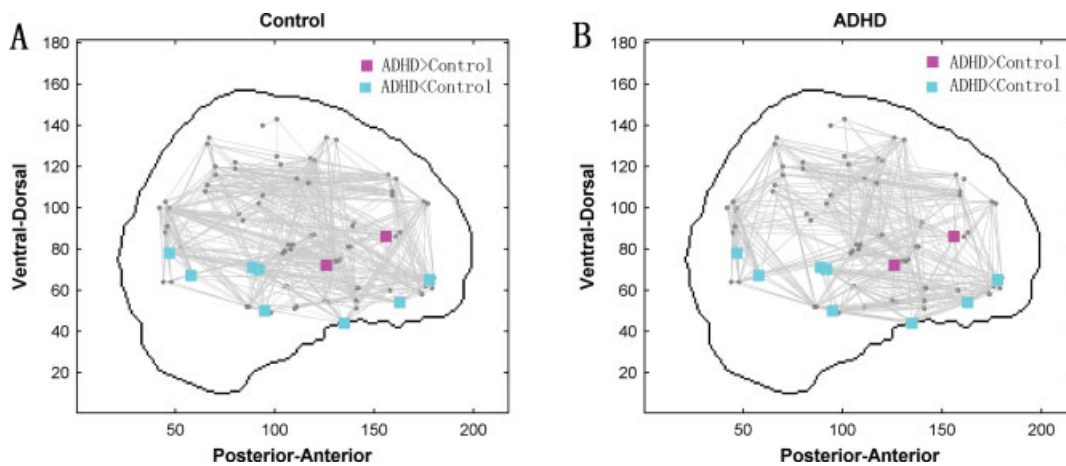 A
Control
180
160
140
120
100
80
60
40
20
Ventral-Dorsal
ADHD>Control
ADHD<Control
50
100
150
200
Posterior-Anterior
B
ADHD
180
160
140
120
100
80
60
40
20
Ventral-Dorsal
ADHD>Control
ADHD<Control
50
100
150
200
Posterior-Anterior